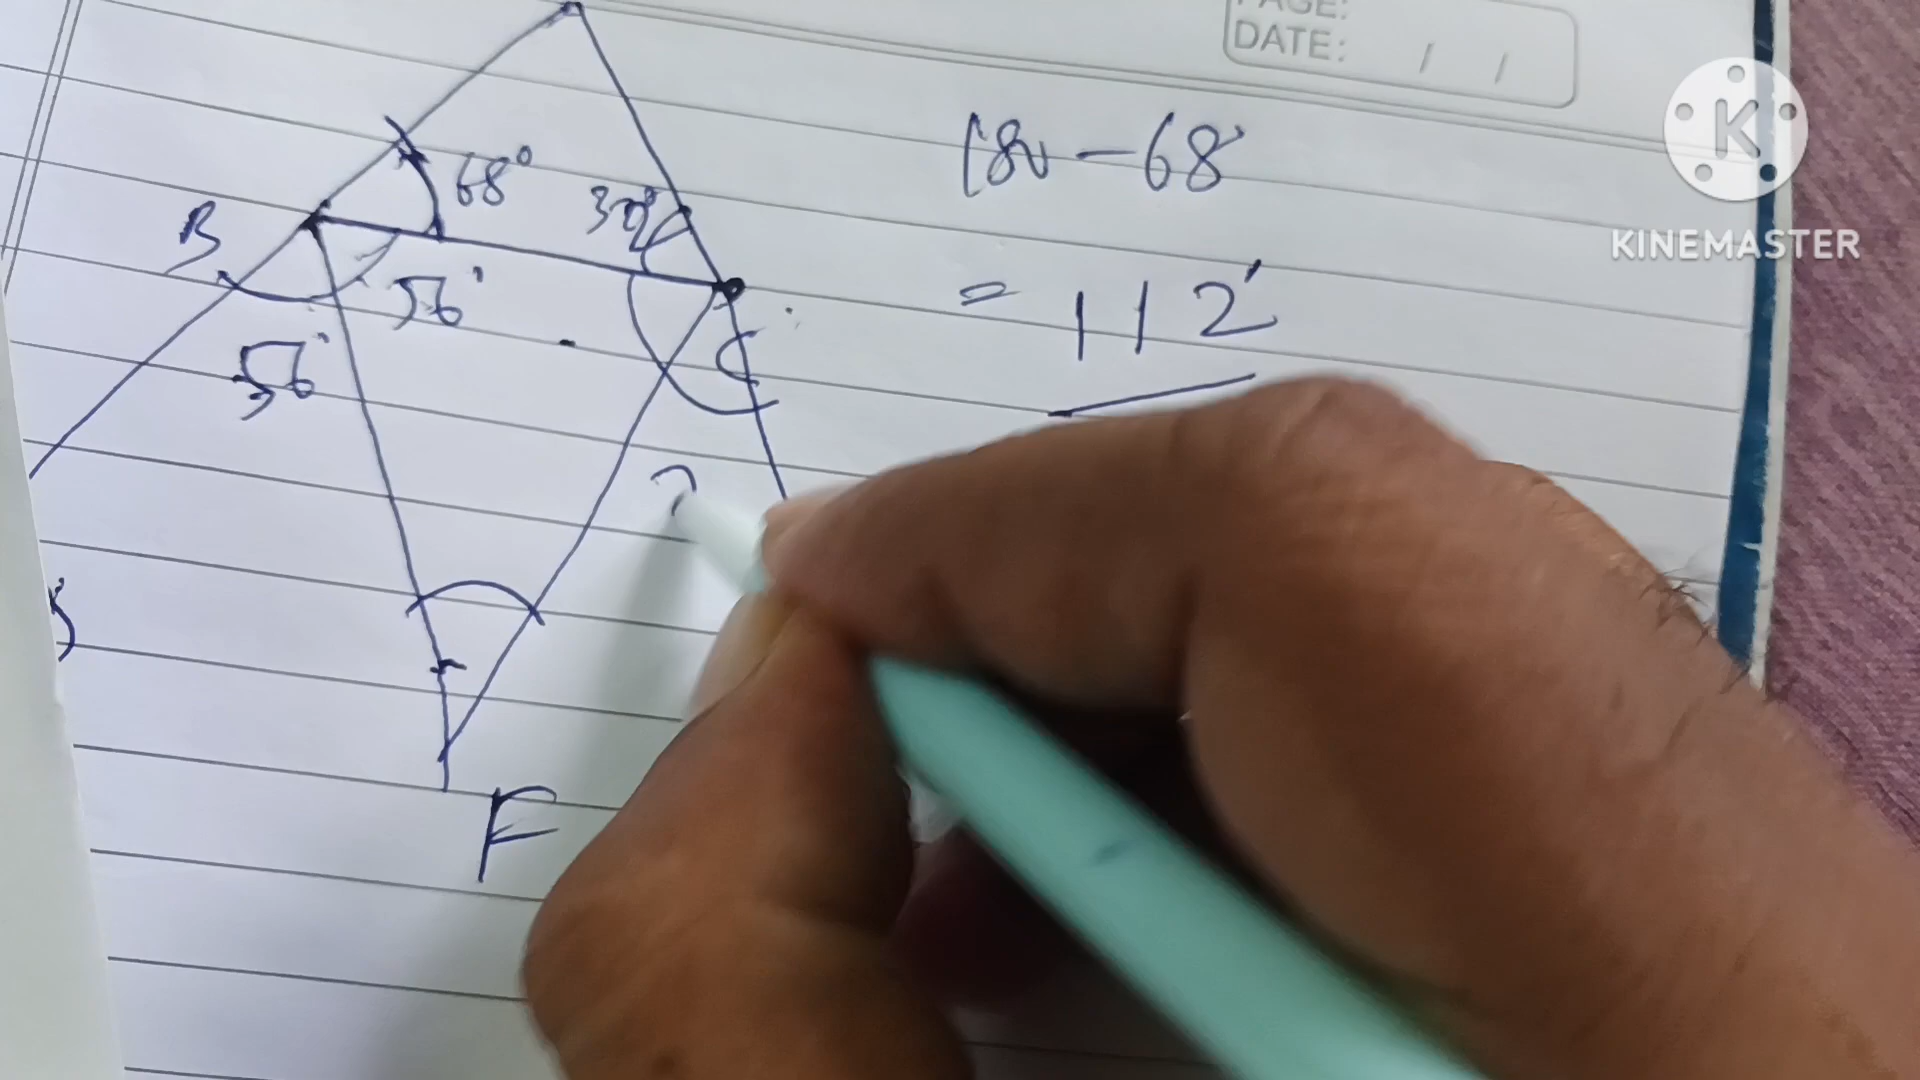 PAGE:
DATE: / /
KINEMASTER
68°
180 - 68°
B
56°
= 112°
56°
C
?
F